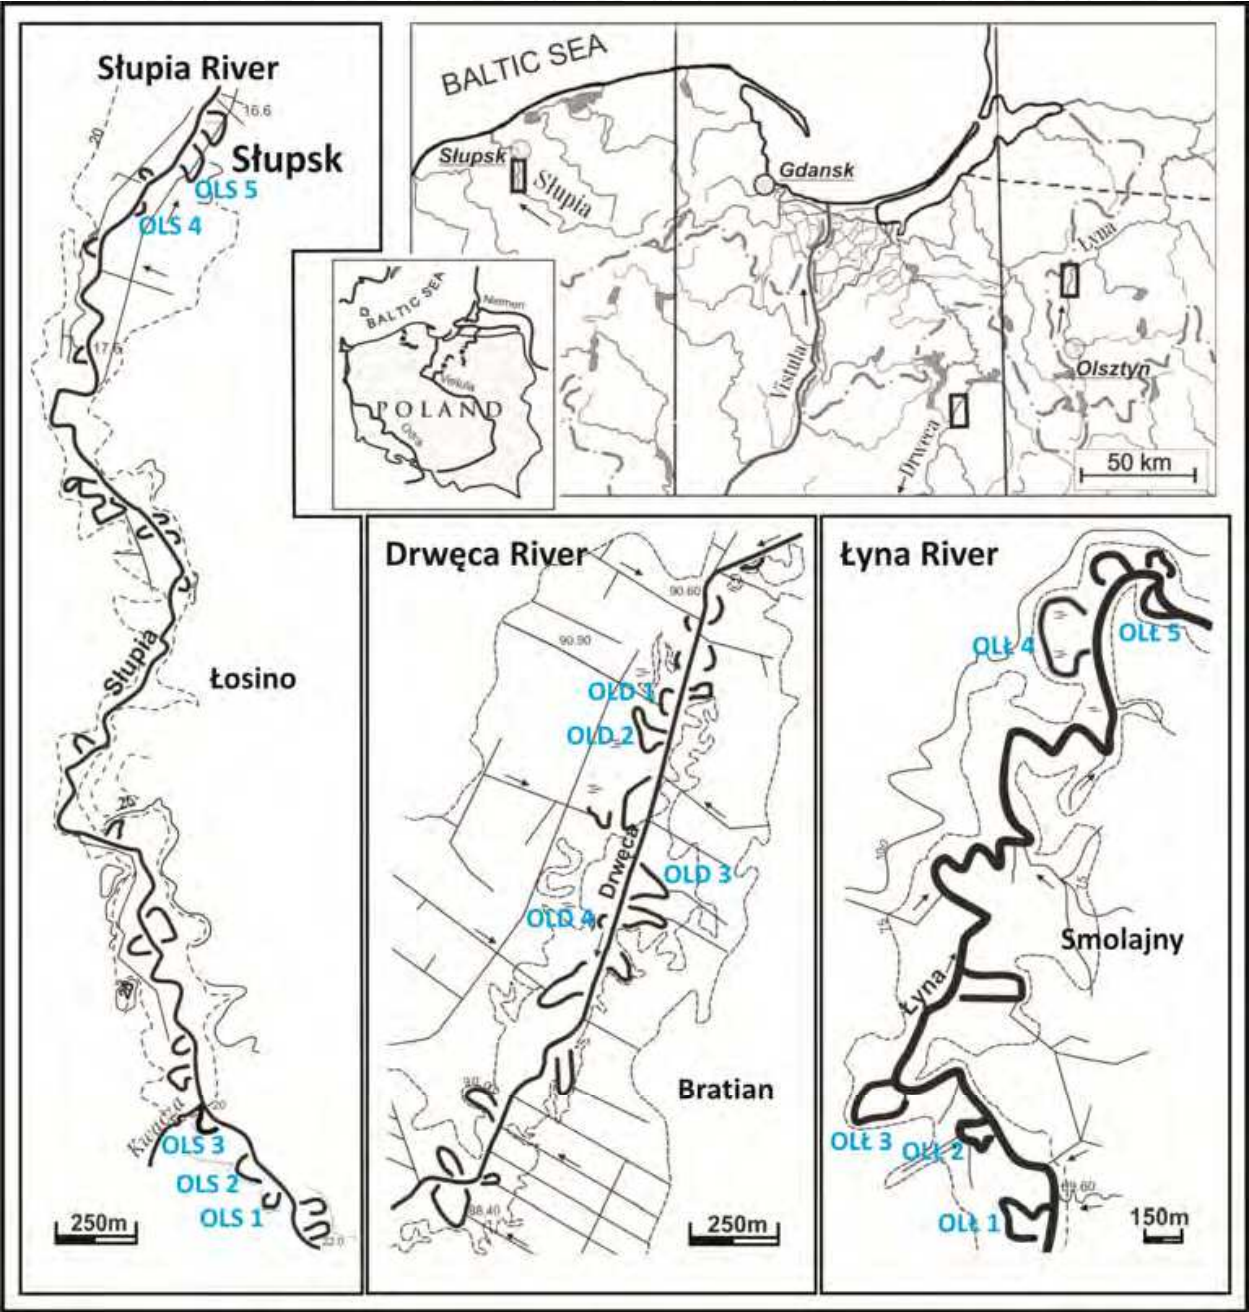 Słupia River
16.6
20
Słupsk
OLS 5
OLS 4
17.6
Słupia
Łosino
20
OLS 3
OLS 2
OLS 1
22.0
250m
BALTIC SEA
Słupsk
Słupia
Gdansk
Łyna
Vistula
Olsztyn
Drwęca
50 km
BALTIC SEA
Niemen
Vistula
POLAND
Odra
Drwęca River
90.60
90.90
OLD 1
OLD 2
Drwęca
OLD 3
OLD 4
Bratian
88.40
250m
Łyna River
OLŁ 4
OLŁ 5
Smolajny
Łyna
OLŁ 3
OLŁ 2
OLŁ 1
150m